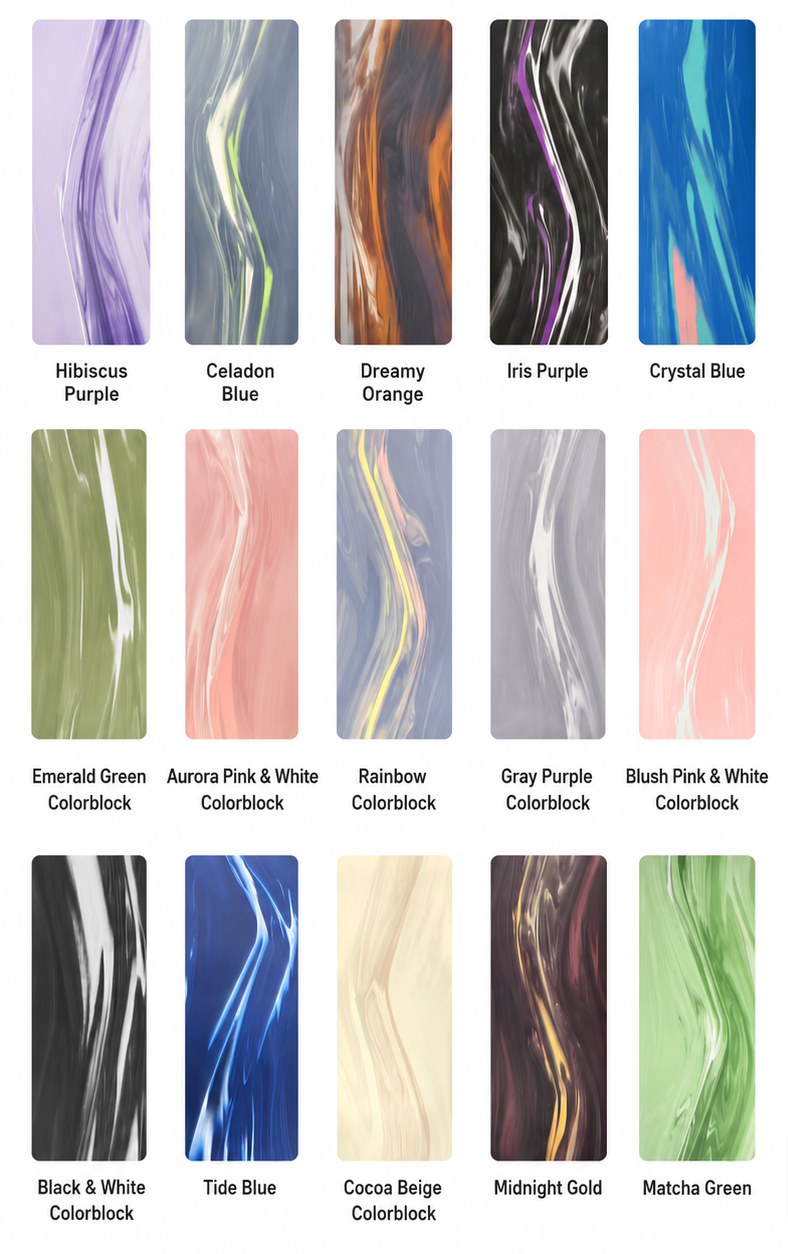 Hibiscus
Purple
Celadon
Blue
Dreamy
Orange
Iris Purple
Crystal Blue
Emerald Green
Colorblock
Aurora Pink & White
Colorblock
Rainbow
Colorblock
Gray Purple
Colorblock
Blush Pink & White
Colorblock
Black & White
Colorblock
Tide Blue
Cocoa Beige
Colorblock
Midnight Gold
Matcha Green